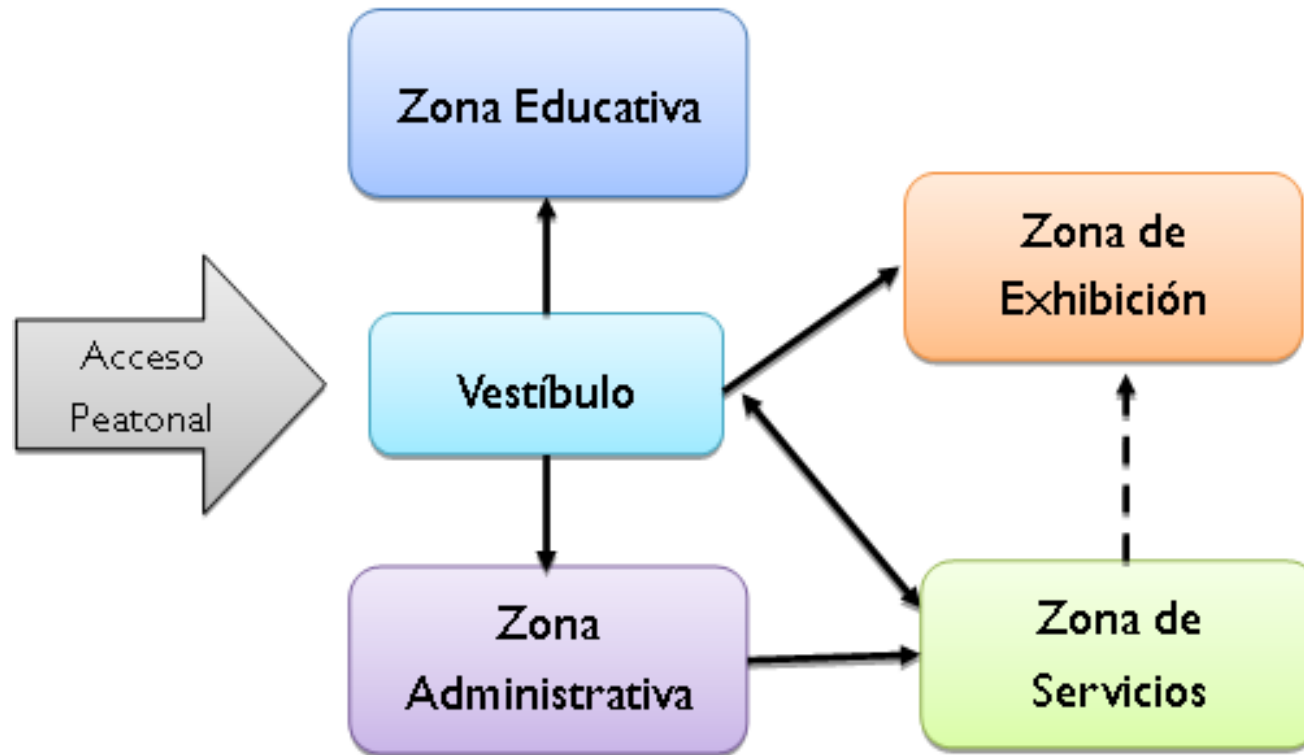 Zona Educativa
Zona de
Exhibición
Acceso
Peatonal
Vestíbulo
Zona
Administrativa
Zona de
Servicios